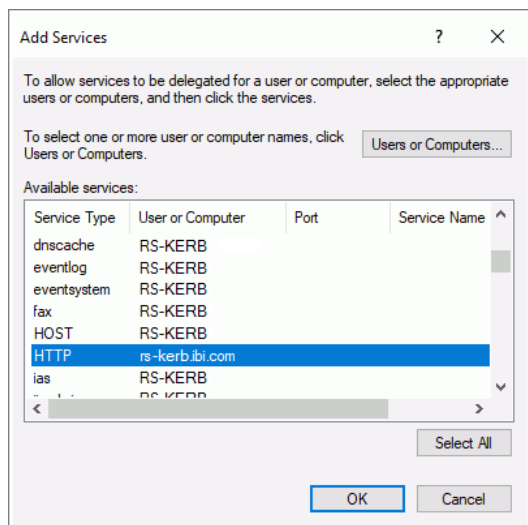 Add Services
?
To allow services to be delegated for a user or computer, select the appropriate
users or computers, and then click the services.
To select one or more user or computer names, click
Users or Computers.
Users or Computers...
Available services:
Service Type User or Computer Port Service Name
dnscache RS-KERB
eventlog RS-KERB
eventsystem RS-KERB
fax RS-KERB
HOST RS-KERB
HTTP rs-kerb.ibi.com
ias RS-KERB
RS-KERB
Select All
OK Cancel